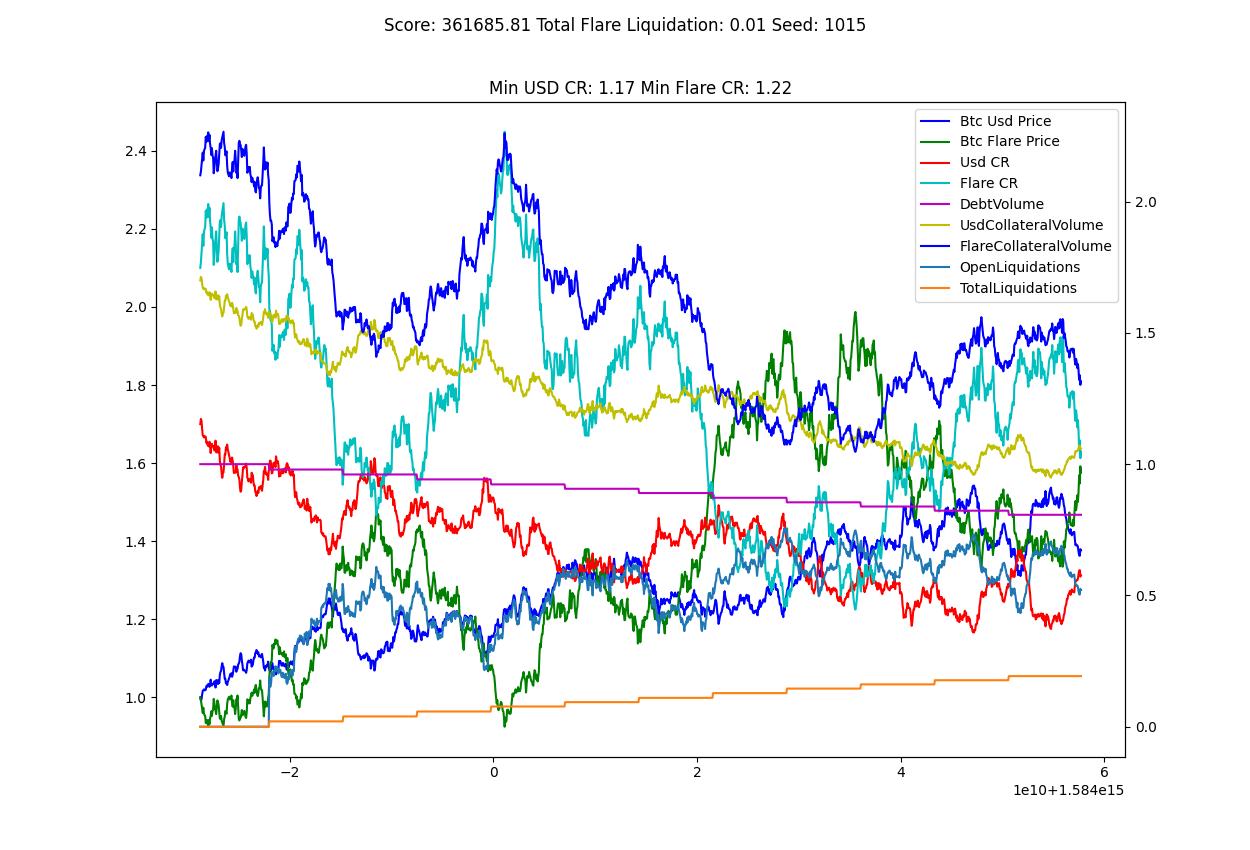 Score: 361685.81 Total Flare Liquidation: 0.01 Seed: 1015
Min USD CR: 1.17 Min Flare CR: 1.22
2.4
2.2
2.0
1.8
1.6
1.4
1.2
1.0
Btc Usd Price
Btc Flare Price
Usd CR
Flare CR
DebtVolume
UsdCollateralVolume
FlareCollateralVolume
OpenLiquidations
TotalLiquidations
2.0
1.5
1.0
0.5
0.0
−2 0 2 4 6
1e10+1.584e15